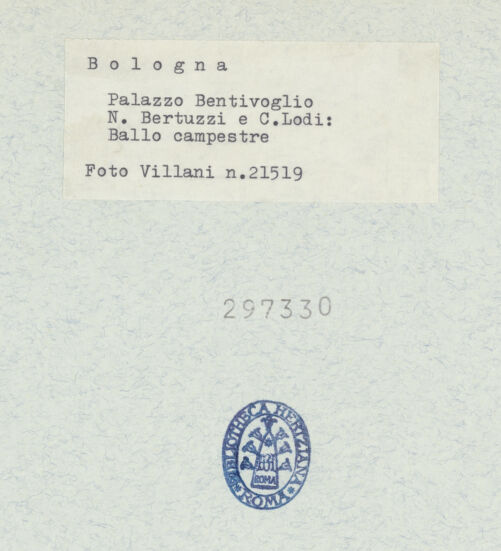 Bologna
Palazzo Bentivoglio
N. Bertuzzi e C.Lodi:
Ballo campestre
Foto Villani n.21519
297330
BIBLIOTHECA HERTZIANA
ROMA
ROMA